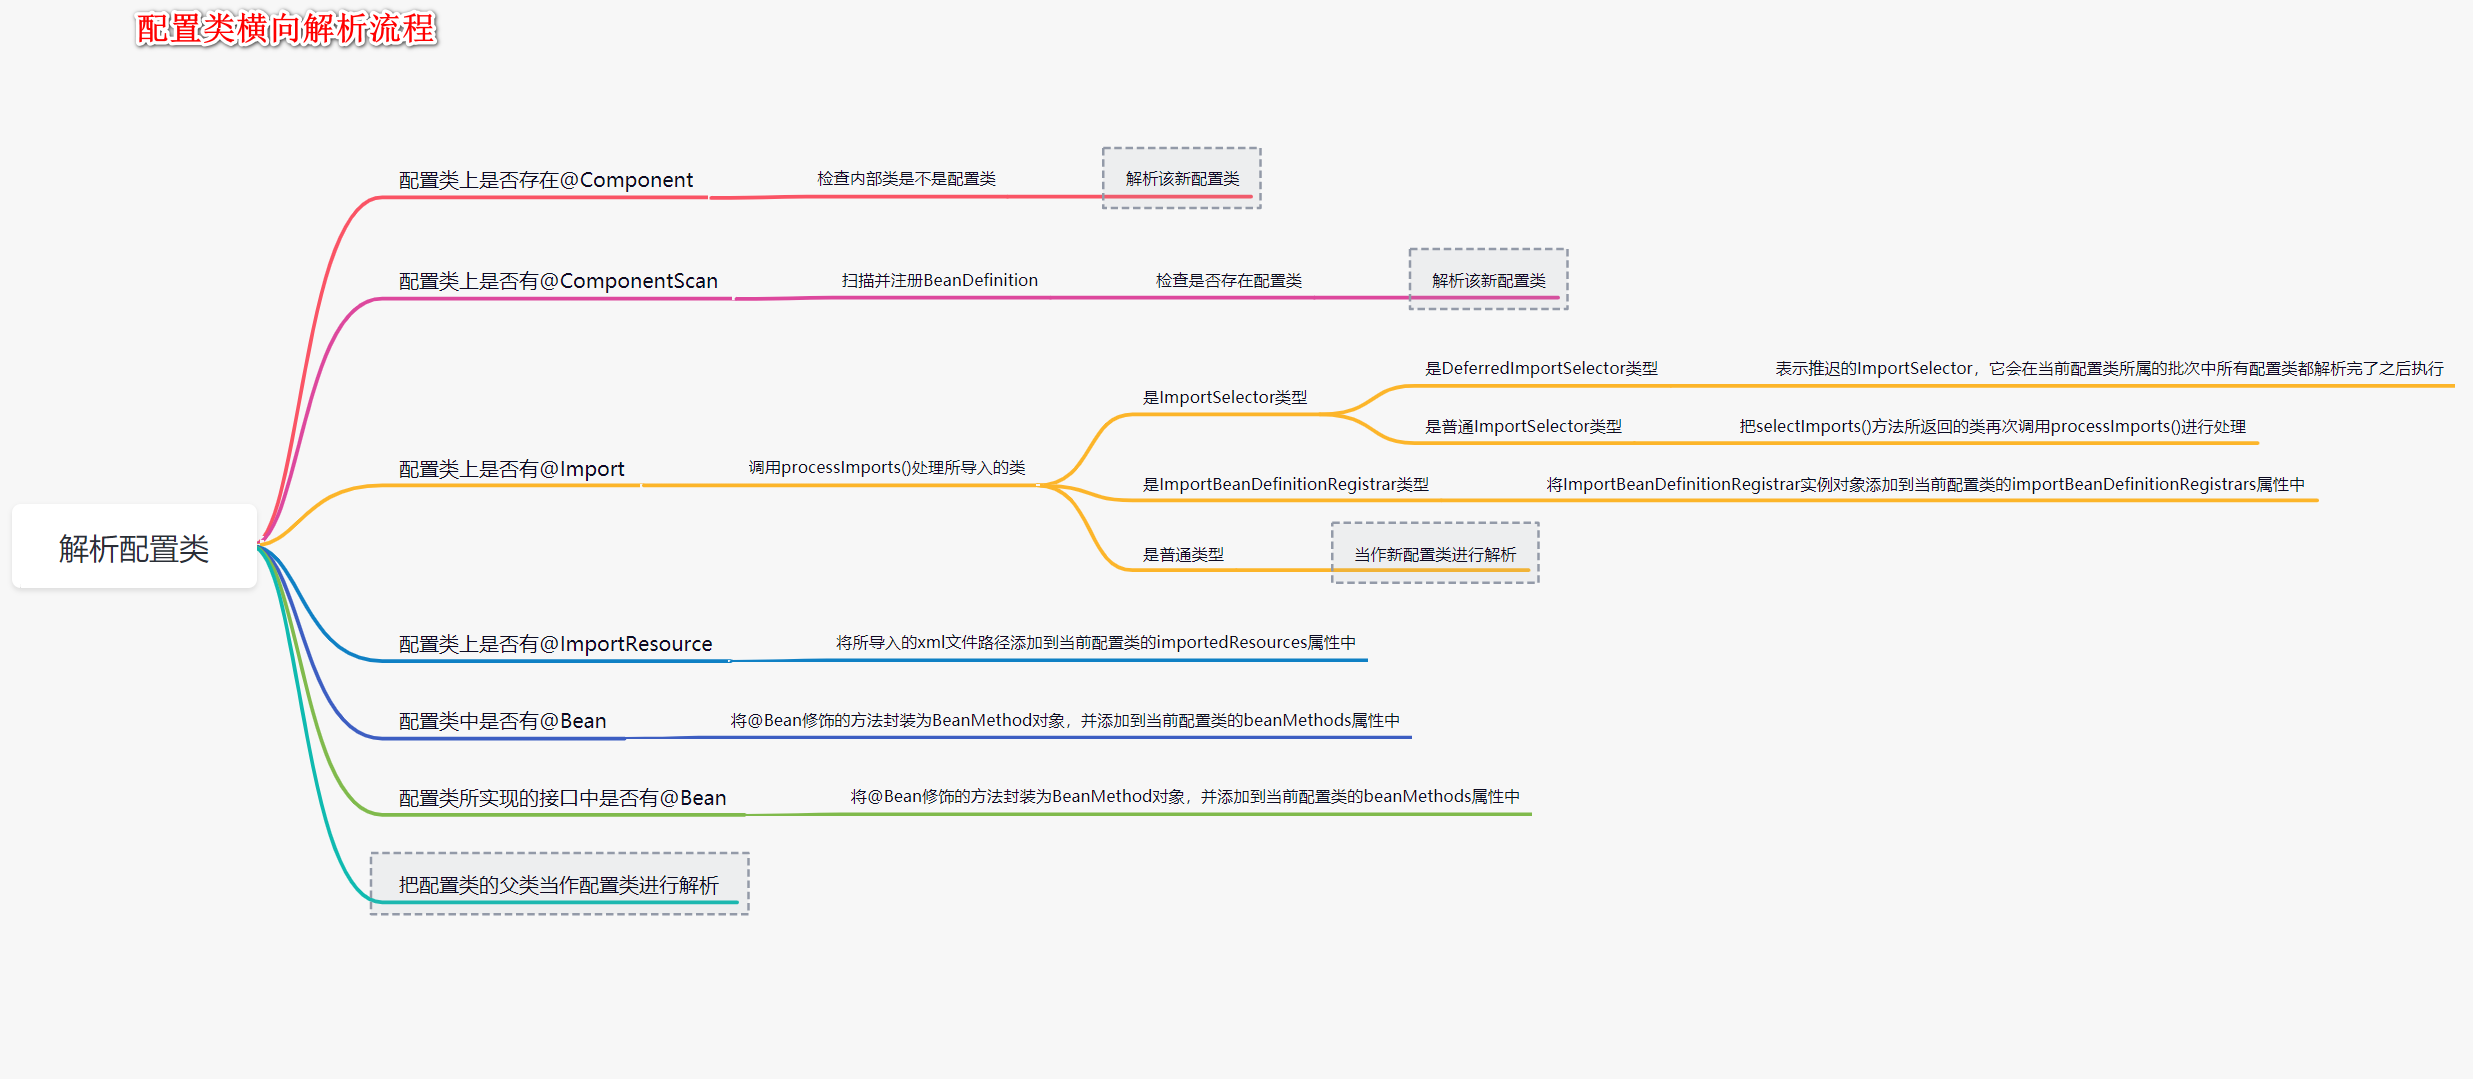 配置类横向解析流程
解析配置类
配置类上是否存在@Component
检查内部类是不是配置类
解析该新配置类
配置类上是否有@ComponentScan
扫描并注册BeanDefinition
检查是否存在配置类
解析该新配置类
配置类上是否有@Import
调用processImports()处理所导入的类
是ImportSelector类型
是DeferredImportSelector类型
表示推迟的ImportSelector，它会在当前配置类所属的批次中所有配置类都解析完了之后执行
是普通ImportSelector类型
把selectImports()方法所返回的类再次调用processImports()进行处理
是ImportBeanDefinitionRegistrar类型
将ImportBeanDefinitionRegistrar实例对象添加到当前配置类的importBeanDefinitionRegistrars属性中
是普通类型
当作新配置类进行解析
配置类上是否有@ImportResource
将所导入的xml文件路径添加到当前配置类的importedResources属性中
配置类中是否有@Bean
将@Bean修饰的方法封装为BeanMethod对象，并添加到当前配置类的beanMethods属性中
配置类所实现的接口中是否有@Bean
将@Bean修饰的方法封装为BeanMethod对象，并添加到当前配置类的beanMethods属性中
把配置类的父类当作配置类进行解析